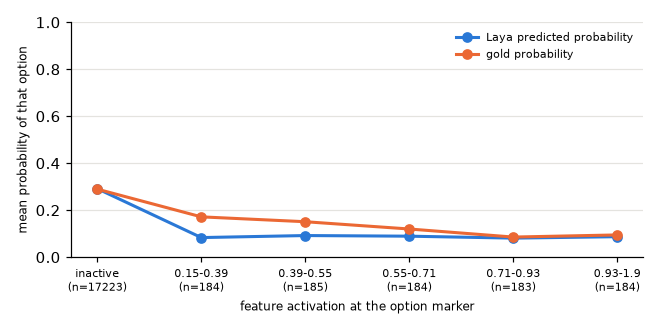 1.0
0.8
0.6
0.4
0.2
0.0
mean probability of that option
Laya predicted probability
gold probability
inactive
(n=17223)
0.15-0.39
(n=184)
0.39-0.55
(n=185)
0.55-0.71
(n=184)
0.71-0.93
(n=183)
0.93-1.9
(n=184)
feature activation at the option marker